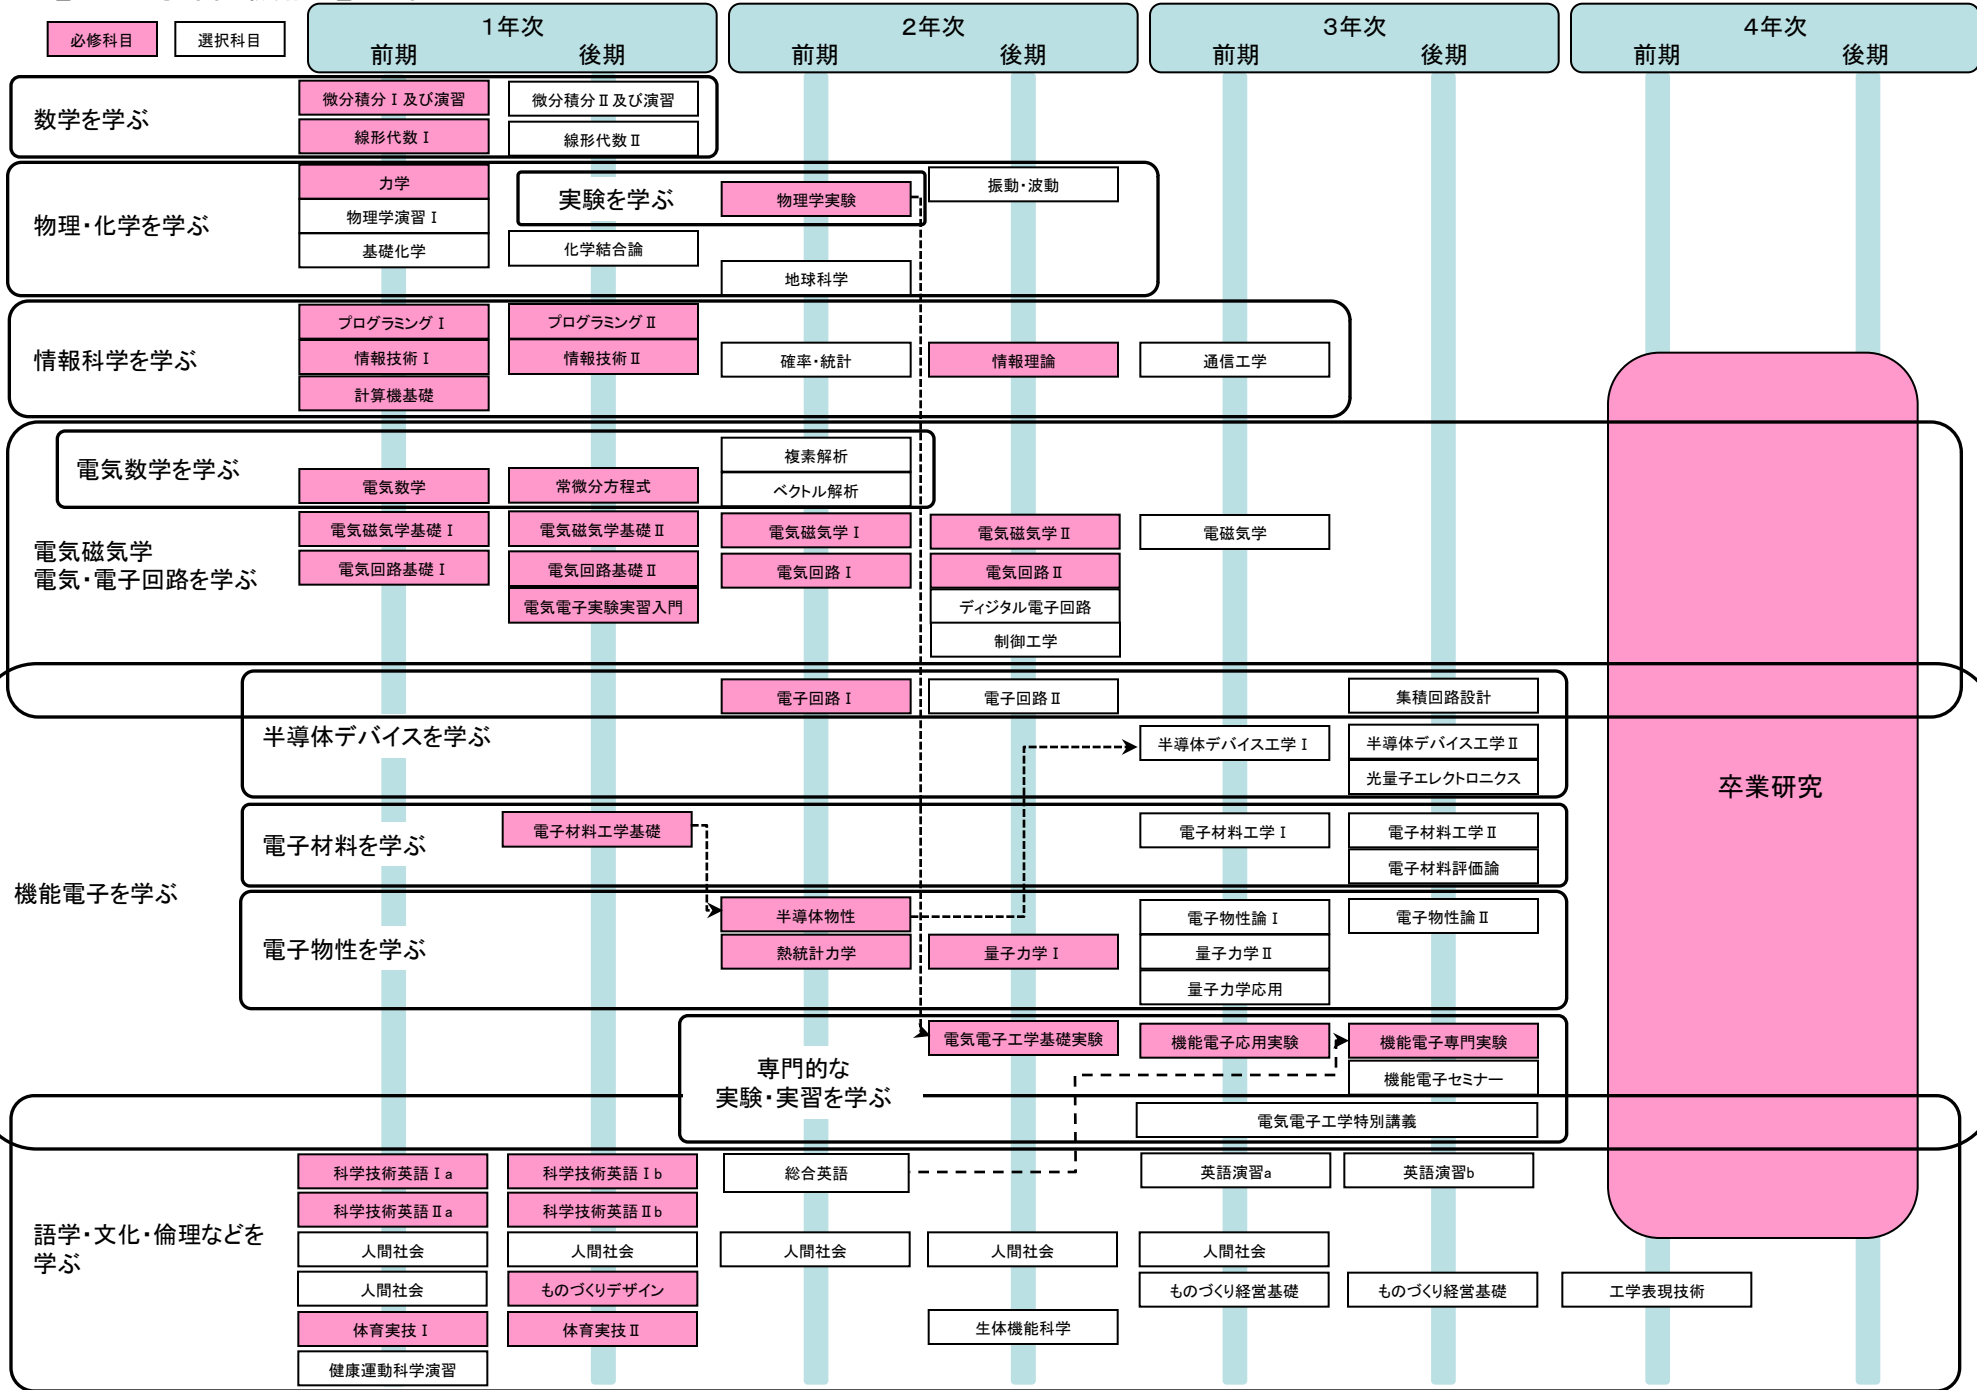 必修科目
選択科目
1年次
前期 後期
2年次
前期 後期
3年次
前期 後期
4年次
前期 後期
数学を学ぶ
微分積分Ⅰ及び演習
微分積分Ⅱ及び演習
線形代数Ⅰ
線形代数Ⅱ
物理・化学を学ぶ
力学
実験を学ぶ
物理学実験
振動・波動
物理学演習Ⅰ
基礎化学
化学結合論
地球科学
情報科学を学ぶ
プログラミングⅠ
プログラミングⅡ
情報技術Ⅰ
情報技術Ⅱ
確率・統計
情報理論
通信工学
計算機基礎
電気数学を学ぶ
複素解析
電気数学
常微分方程式
ベクトル解析
電気磁気学
電気・電子回路を学ぶ
電気磁気学基礎Ⅰ
電気磁気学基礎Ⅱ
電気磁気学Ⅰ
電気磁気学Ⅱ
電磁気学
電気回路基礎Ⅰ
電気回路基礎Ⅱ
電気回路Ⅰ
電気回路Ⅱ
電気電子実験実習入門
ディジタル電子回路
制御工学
半導体デバイスを学ぶ
電子回路Ⅰ
電子回路Ⅱ
集積回路設計
半導体デバイス工学Ⅰ
半導体デバイス工学Ⅱ
光量子エレクトロニクス
卒業研究
電子材料を学ぶ
電子材料工学基礎
電子材料工学Ⅰ
電子材料工学Ⅱ
電子材料評価論
機能電子を学ぶ
電子物性を学ぶ
半導体物性
電子物性論Ⅰ
電子物性論Ⅱ
熱統計力学
量子力学Ⅰ
量子力学Ⅱ
量子力学応用
専門的な
実験・実習を学ぶ
電気電子工学基礎実験
機能電子応用実験
機能電子専門実験
機能電子セミナー
電気電子工学特別講義
語学・文化・倫理などを
学ぶ
科学技術英語Ⅰa
科学技術英語Ⅰb
総合英語
英語演習a
英語演習b
科学技術英語Ⅱa
科学技術英語Ⅱb
人間社会
人間社会
人間社会
人間社会
人間社会
人間社会
ものづくりデザイン
ものづくり経営基礎
ものづくり経営基礎
工学表現技術
体育実技Ⅰ
体育実技Ⅱ
生体機能科学
健康運動科学演習